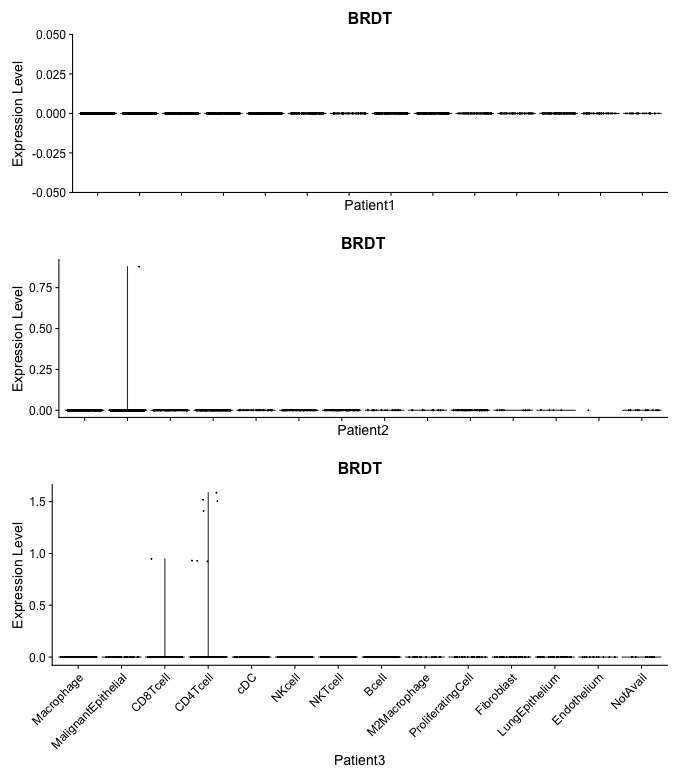 BRDT
Expression Level
0.050
0.025
0.000
-0.025
-0.050
Patient1
BRDT
Expression Level
0.75
0.50
0.25
0.00
Patient2
BRDT
Expression Level
1.5
1.0
0.5
0.0
Macrophage
MalignantEpithelial
CD8Tcell
CD4Tcell
cDC
NKcell
NKTcell
Bcell
M2Macrophage
ProliferatingCell
Fibroblast
LungEpithelium
Endothelium
NotAvail
Patient3